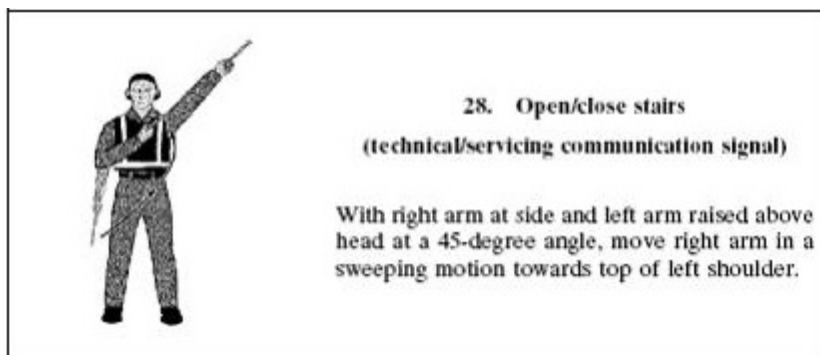 28. Open/close stairs
(technical/servicing communication signal)
With right arm at side and left arm raised above
head at a 45-degree angle, move right arm in a
sweeping motion towards top of left shoulder.